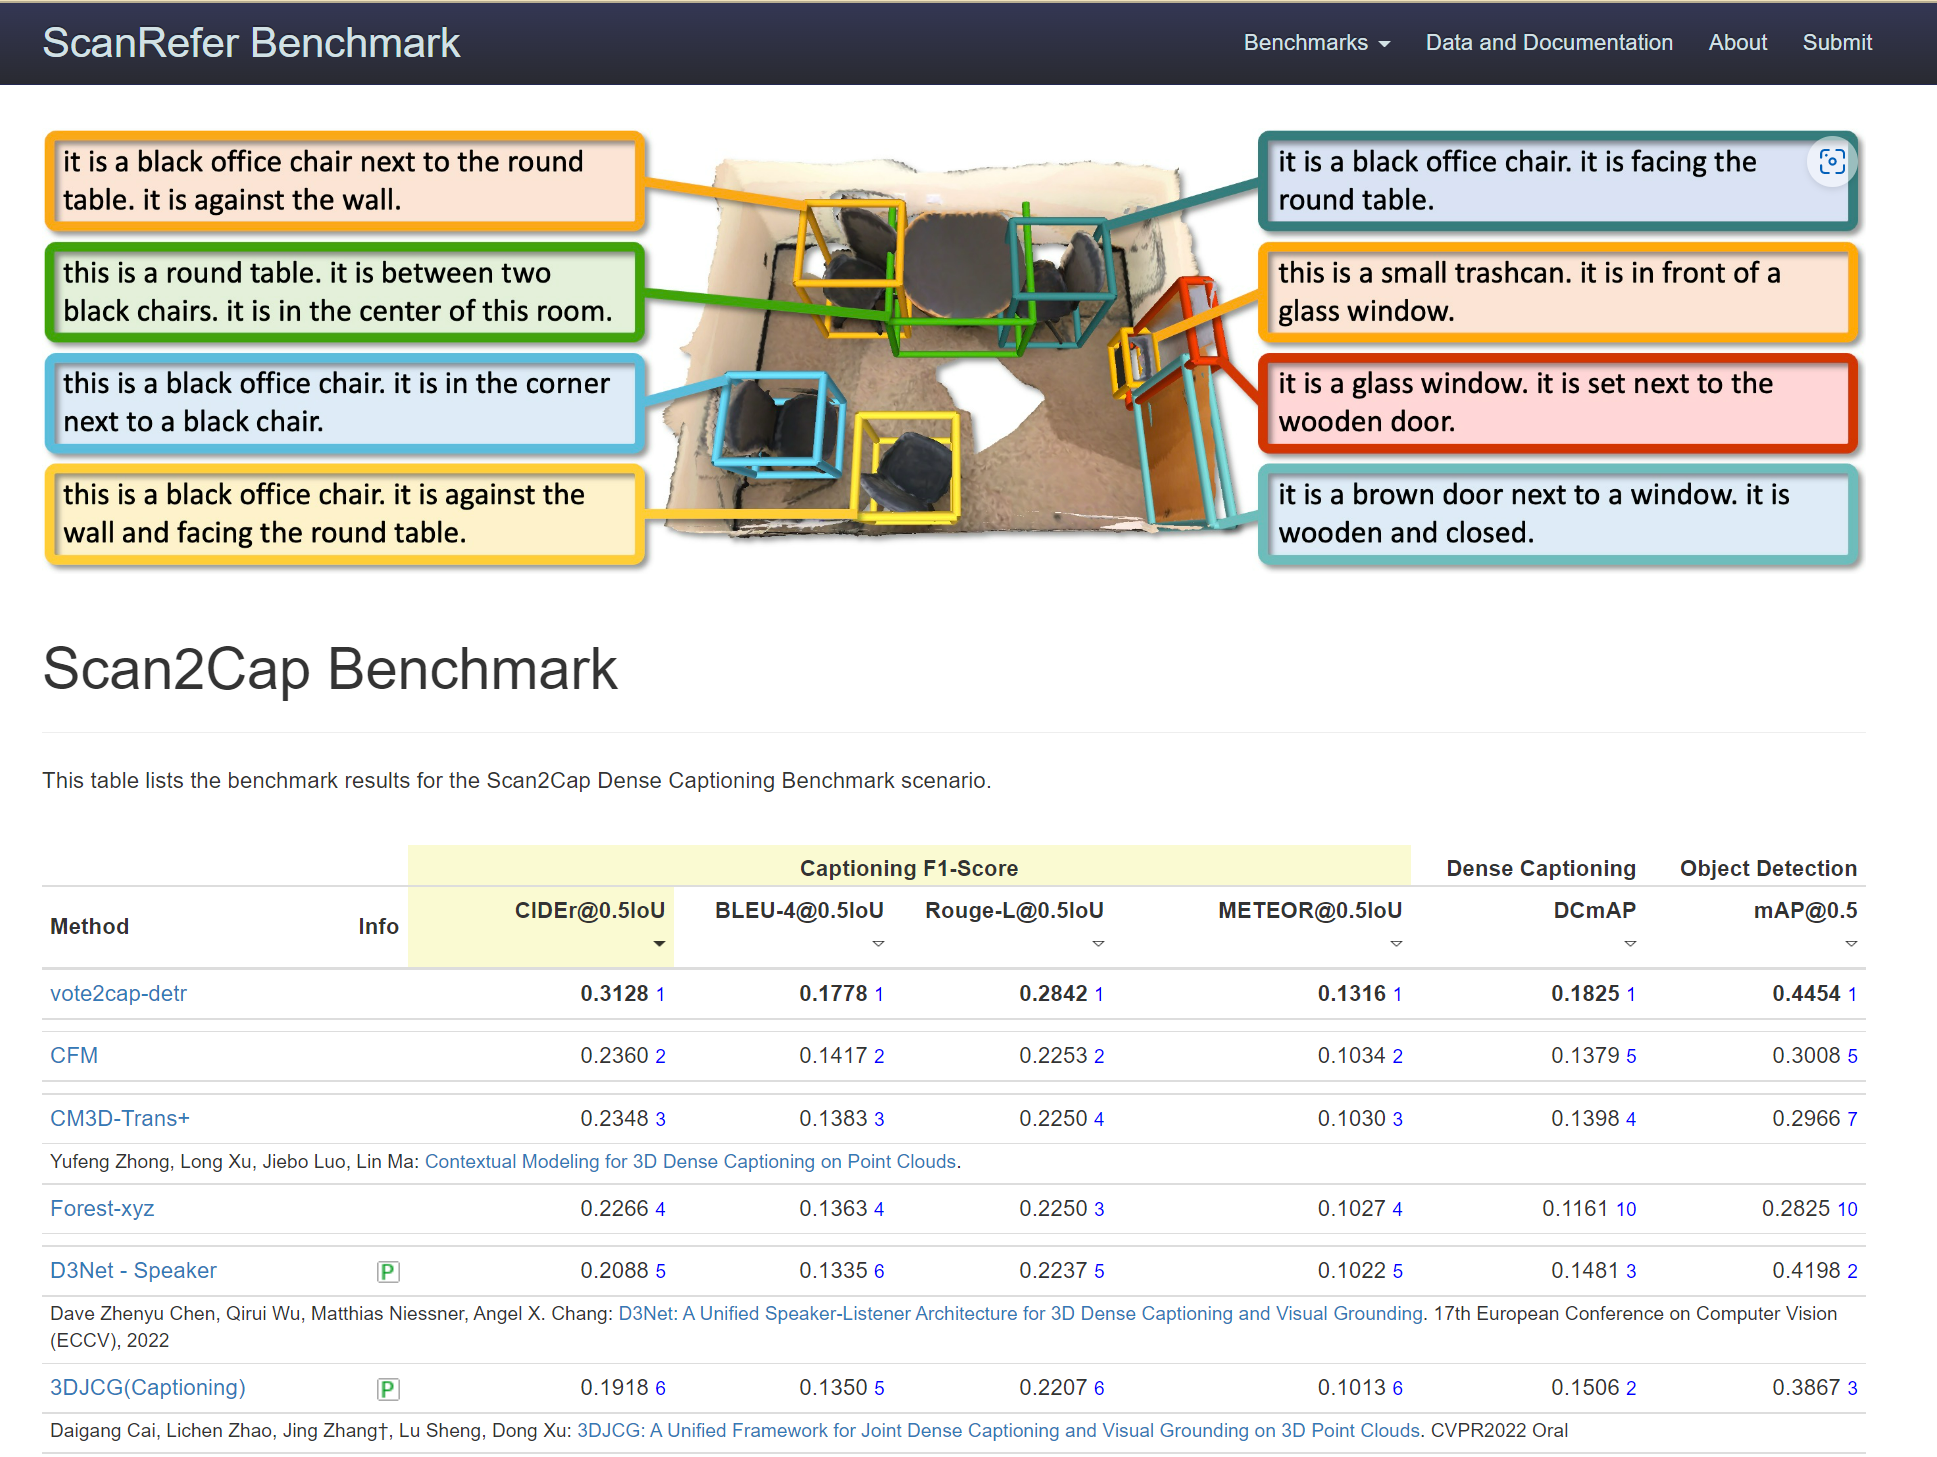 ScanRefer Benchmark
Benchmarks Data and Documentation About Submit
it is a black office chair next to the round
table. it is against the wall.
this is a round table. it is between two
black chairs. it is in the center of this room.
this is a black office chair. it is in the corner
next to a black chair.
this is a black office chair. it is against the
wall and facing the round table.
it is a black office chair. it is facing the
round table.
this is a small trashcan. it is in front of a
glass window.
it is a glass window. it is set next to the
wooden door.
it is a brown door next to a window. it is
wooden and closed.
Scan2Cap Benchmark
This table lists the benchmark results for the Scan2Cap Dense Captioning Benchmark scenario.
Captioning F1-Score Dense Captioning Object Detection
Method Info CIDEr@0.5IoU BLEU-4@0.5IoU Rouge-L@0.5IoU METEOR@0.5IoU DCmAP mAP@0.5
vote2cap-detr 0.3128 1 0.1778 1 0.2842 1 0.1316 1 0.1825 1 0.4454 1
CFM 0.2360 2 0.1417 2 0.2253 2 0.1034 2 0.1379 5 0.3008 5
CM3D-Trans+ 0.2348 3 0.1383 3 0.2250 4 0.1030 3 0.1398 4 0.2966 7
Yufeng Zhong, Long Xu, Jiebo Luo, Lin Ma: Contextual Modeling for 3D Dense Captioning on Point Clouds.
Forest-xyz 0.2266 4 0.1363 4 0.2250 3 0.1027 4 0.1161 10 0.2825 10
D3Net - Speaker P 0.2088 5 0.1335 6 0.2237 5 0.1022 5 0.1481 3 0.4198 2
Dave Zhenyu Chen, Qirui Wu, Matthias Niessner, Angel X. Chang: D3Net: A Unified Speaker-Listener Architecture for 3D Dense Captioning and Visual Grounding. 17th European Conference on Computer Vision
(ECCV), 2022
3DJCG(Captioning) P 0.1918 6 0.1350 5 0.2207 6 0.1013 6 0.1506 2 0.3867 3
Daigang Cai, Lichen Zhao, Jing Zhang†, Lu Sheng, Dong Xu: 3DJCG: A Unified Framework for Joint Dense Captioning and Visual Grounding on 3D Point Clouds. CVPR2022 Oral